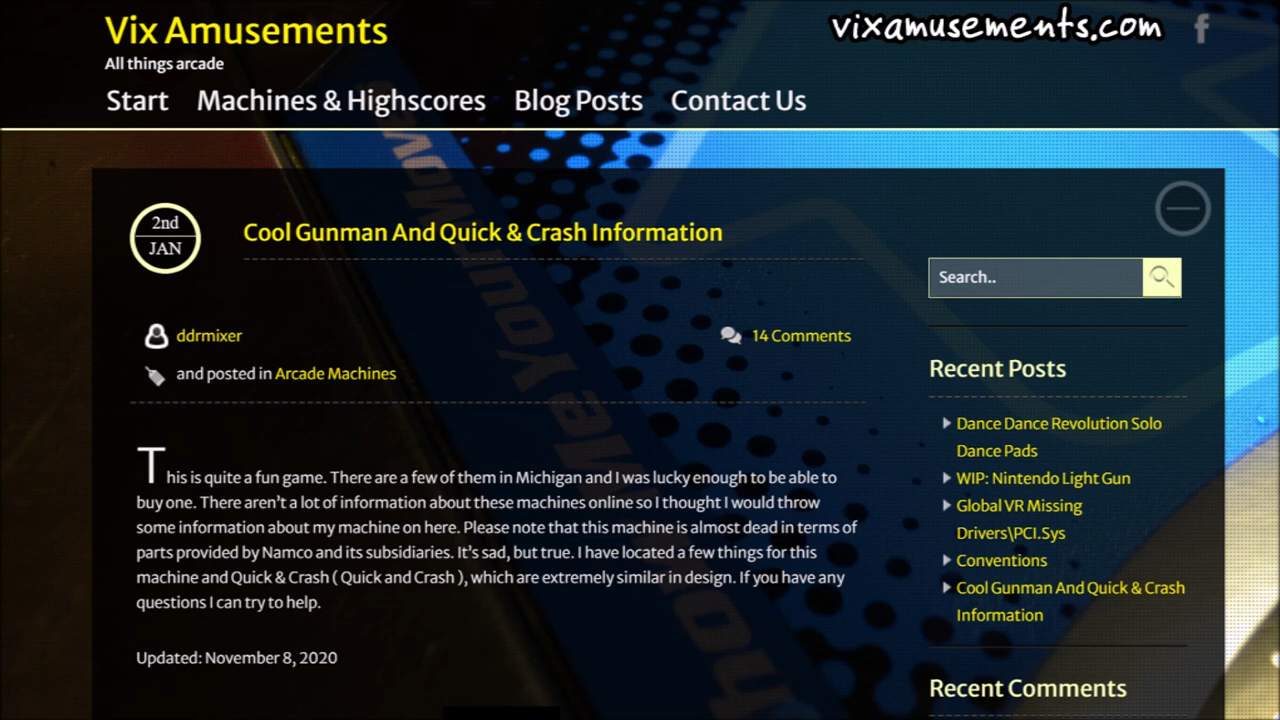 Vix Amusements
vixamusements.com
All things arcade
Start Machines & Highscores Blog Posts Contact Us
2nd
JAN
Cool Gunman And Quick & Crash Information
Search..
ddrmixer
14 Comments
and posted in Arcade Machines
This is quite a fun game. There are a few of them in Michigan and I was lucky enough to be able to
buy one. There aren't a lot of information about these machines online so I thought I would throw
some information about my machine on here. Please note that this machine is almost dead in terms of
parts provided by Namco and its subsidiaries. It's sad, but true. I have located a few things for this
machine and Quick & Crash ( Quick and Crash ), which are extremely similar in design. If you have any
questions I can try to help.
Updated: November 8, 2020
Recent Posts
Dance Dance Revolution Solo
Dance Pads
WIP: Nintendo Light Gun
Global VR Missing
Drivers\PCI.Sys
Conventions
Cool Gunman And Quick & Crash
Information
Recent Comments